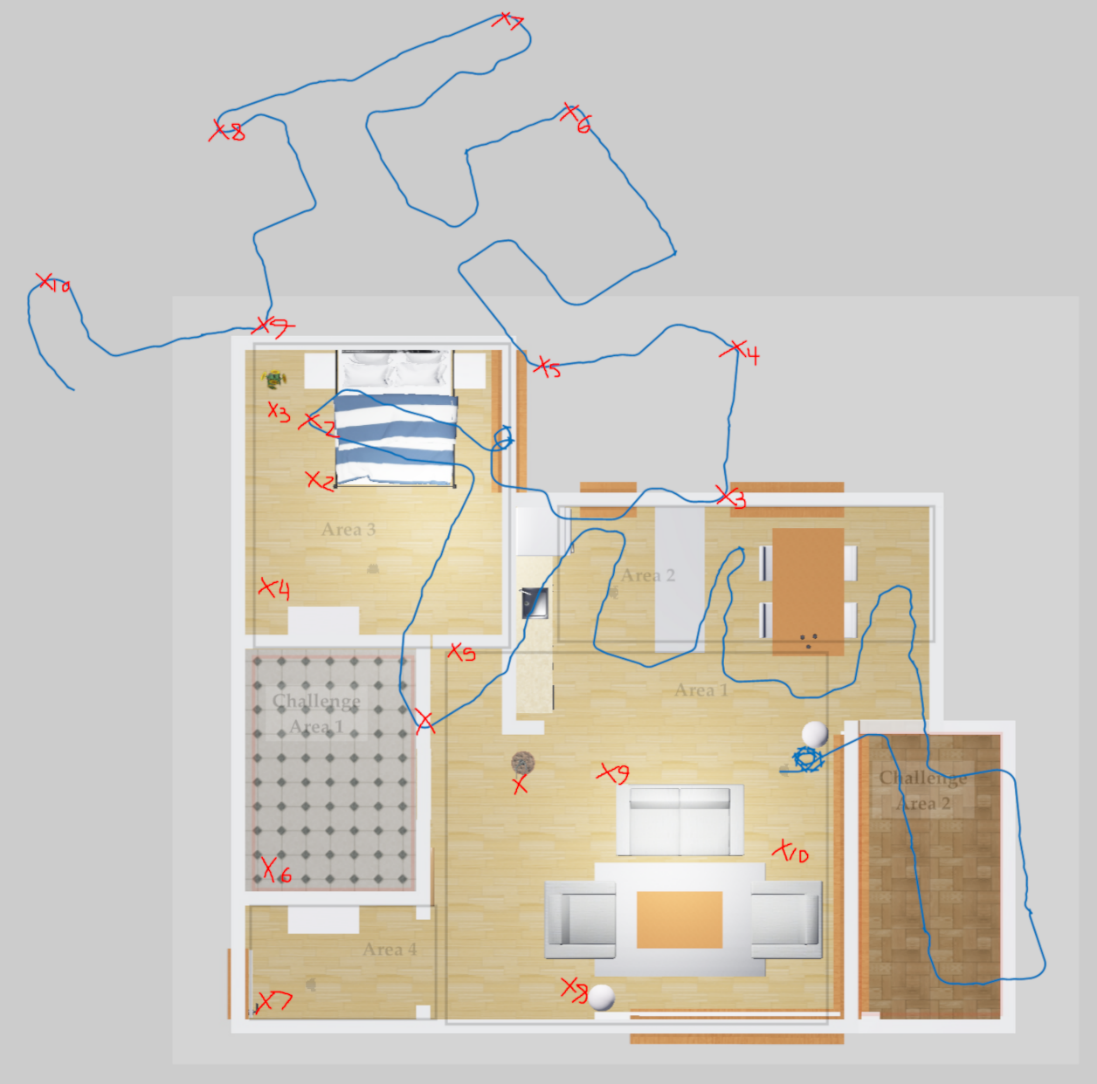 X7
X6
X8
X10
X9
X4
X5
X3
X2
X3
X2
Area 3
Area 2
X4
X5
Area 1
Challenge
Area 1
X
X
X9
Challenge
Area 2
X10
X6
Area 4
X7
X8